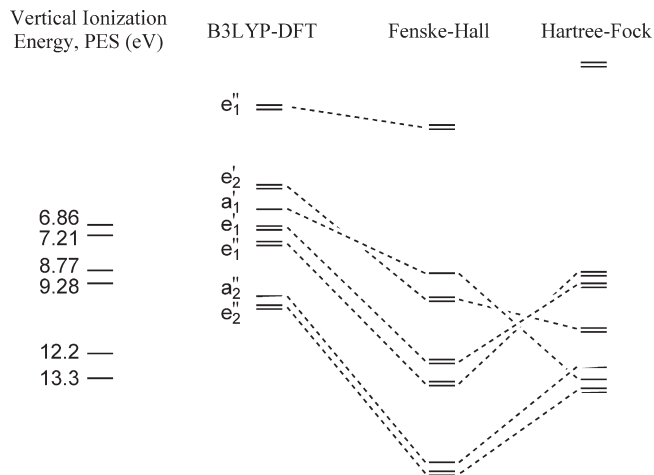 Vertical Ionization
Energy, PES (eV)
B3LYP-DFT
Fenske-Hall
Hartree-Fock
6.86
7.21
8.77
9.28
12.2
13.3
e₁″
e₂′
a₁′
e₁′
e₁″
a₂″
e₂″